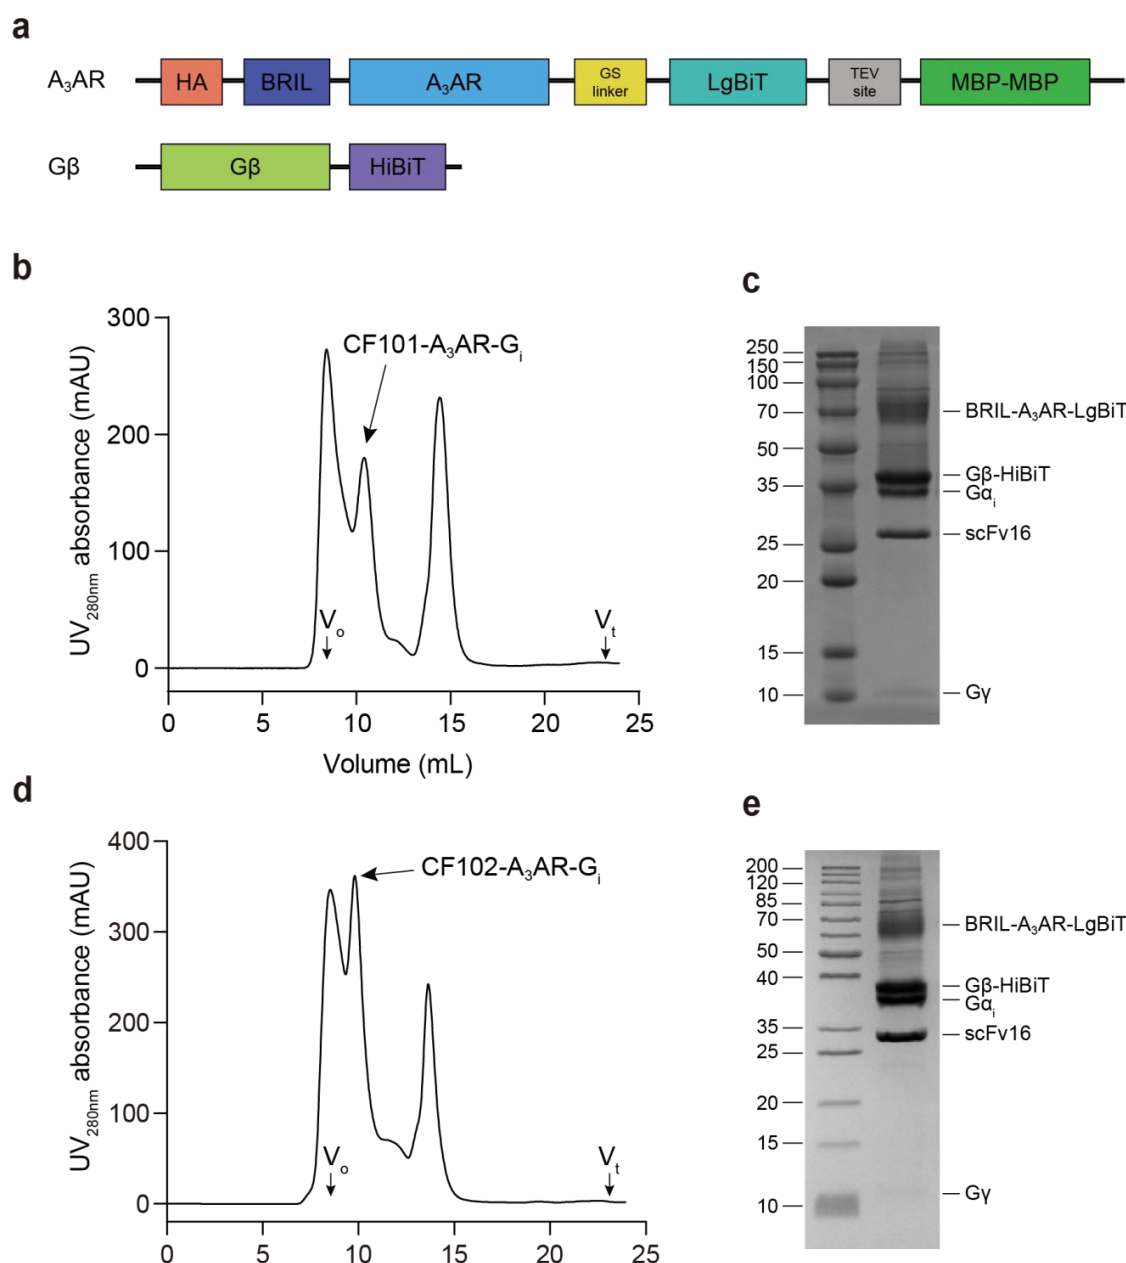 a
A₃AR HA BRIL A₃AR GS linker LgBiT TEV site MBP-MBP
Gβ Gβ HiBiT
b
300
200
100
0
UV₂₈₀ₙₘ absorbance (mAU)
CF101-A₃AR-Gᵢ
Vₒ
Vₜ
0 5 10 15 20 25
Volume (mL)
c
250
150
100
70
50
35
25
20
15
10
BRIL-A₃AR-LgBiT
Gβ-HiBiT
Gαᵢ
scFv16
Gγ
d
400
300
200
100
0
UV₂₈₀ₙₘ absorbance (mAU)
CF102-A₃AR-Gᵢ
Vₒ
Vₜ
0 5 10 15 20 25
e
200
120
85
70
50
40
35
25
20
15
10
BRIL-A₃AR-LgBiT
Gβ-HiBiT
Gαᵢ
scFv16
Gγ